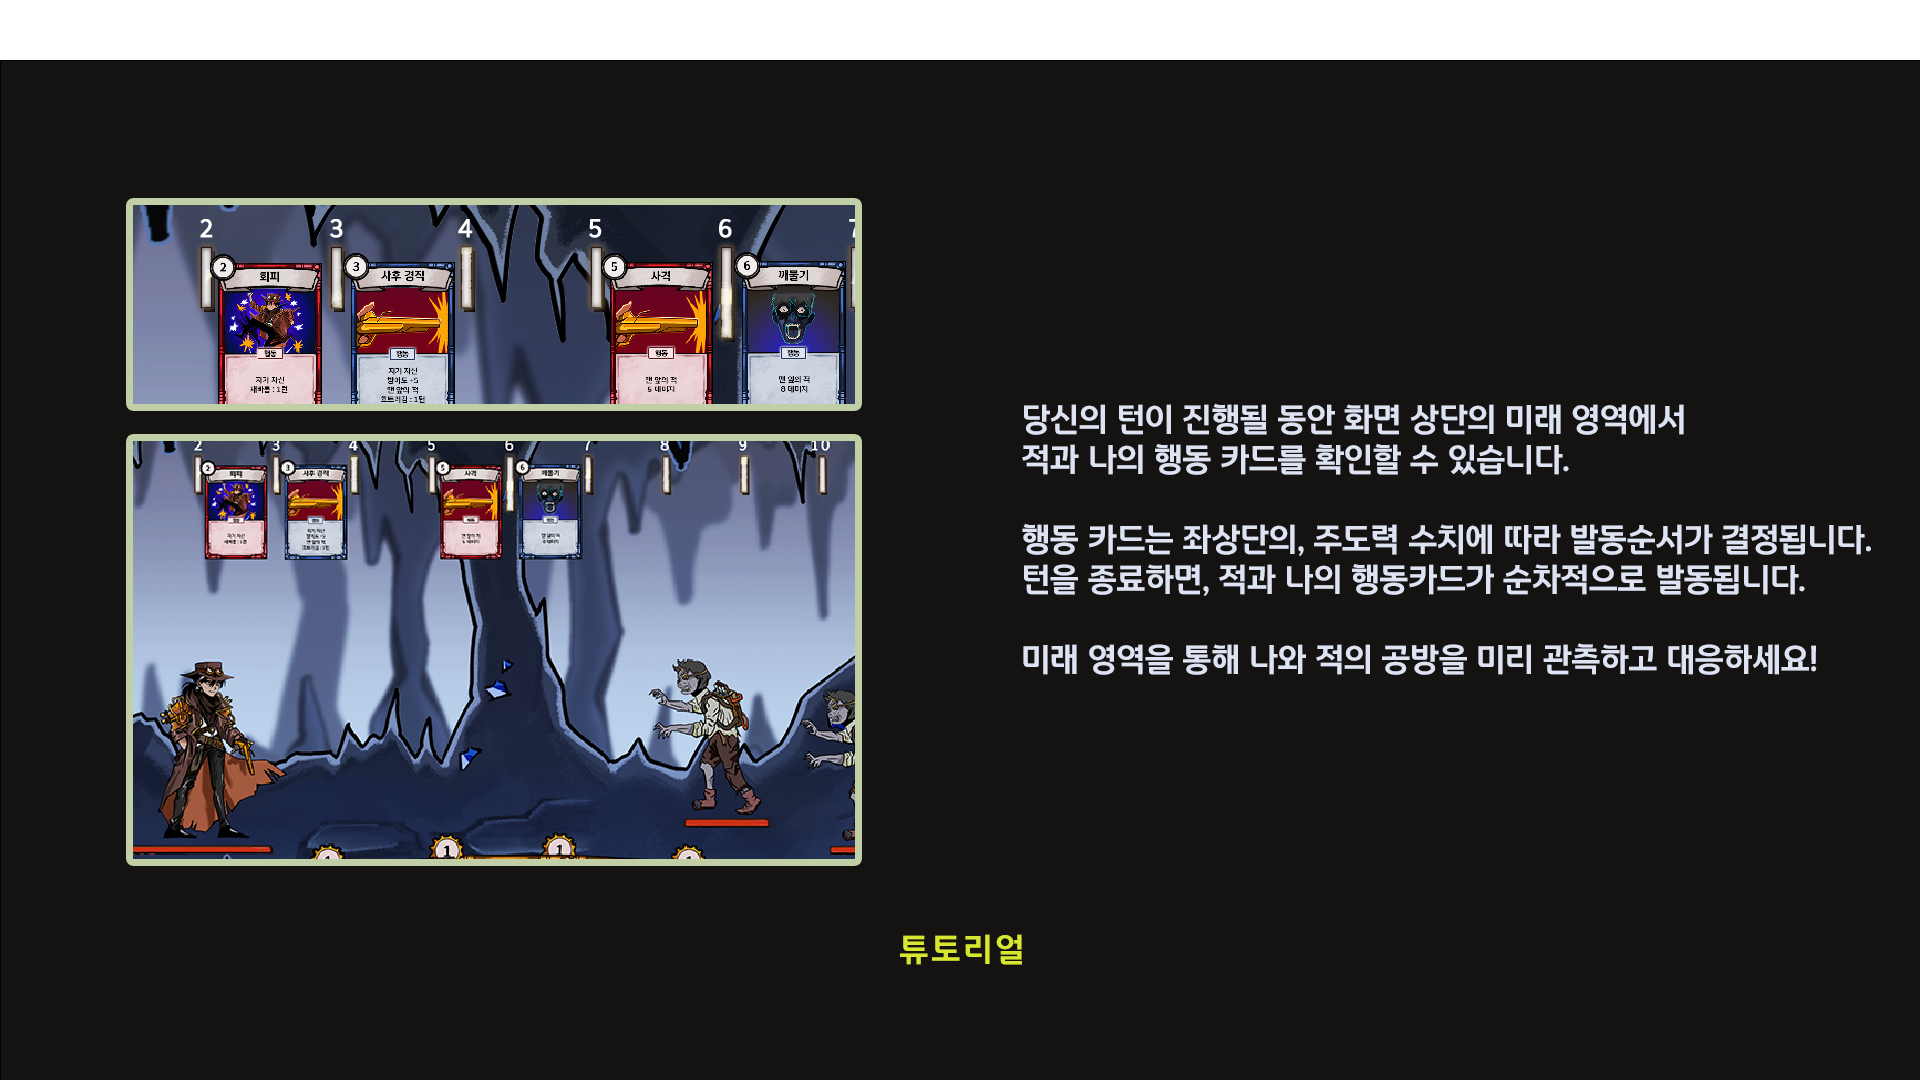 2 3 4 5 6 7
2 회피
3 사후 경직
5 사격
6 깨물기
행동
행동
행동
행동
자기 자신
재빠름 : 1턴
자기 자신
방어도 +5
맨 앞의 적
흐트러짐 : 1턴
맨 앞의 적
5 데미지
맨 앞의 적
8 데미지
2 3 4 5 6 7 8 9 10
2 회피
3 사후 경직
5 사격
6 깨물기
1 1 1 1
당신의 턴이 진행될 동안 화면 상단의 미래 영역에서
적과 나의 행동 카드를 확인할 수 있습니다.
행동 카드는 좌상단의, 주도력 수치에 따라 발동순서가 결정됩니다.
턴을 종료하면, 적과 나의 행동카드가 순차적으로 발동됩니다.
미래 영역을 통해 나와 적의 공방을 미리 관측하고 대응하세요!
튜토리얼